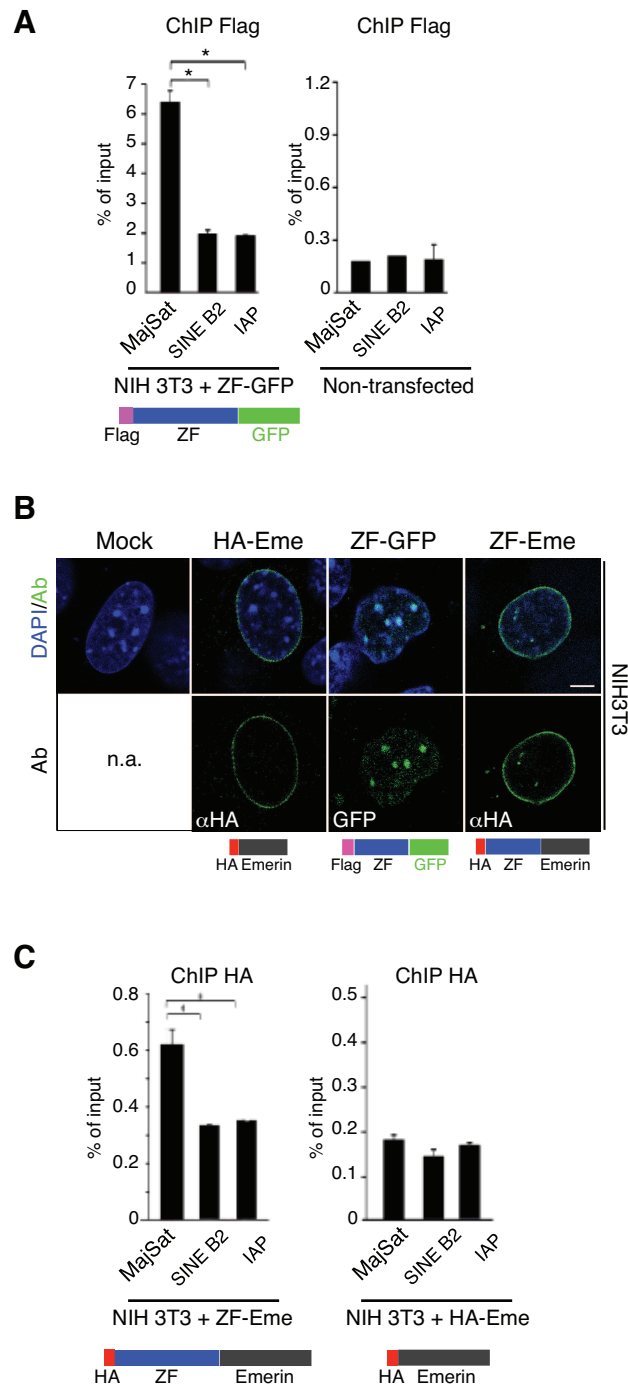 A
ChIP Flag
ChIP Flag
*
*
7
6
5
4
3
2
1
0
% of input
MajSat
SINE B2
IAP
NIH 3T3 + ZF-GFP
Flag
ZF
GFP
1.2
0.9
0.6
0.3
0
% of input
MajSat
SINE B2
IAP
Non-transfected
B
Mock
HA-Eme
ZF-GFP
ZF-Eme
DAPI/Ab
Ab
n.a.
αHA
GFP
αHA
NIH3T3
HA Emerin
Flag ZF GFP
HA ZF Emerin
C
ChIP HA
ChIP HA
0.8
0.6
0.4
0.2
0
% of input
MajSat
SINE B2
IAP
NIH 3T3 + ZF-Eme
HA
ZF
Emerin
0.5
0.4
0.3
0.2
0.1
0
% of input
MajSat
SINE B2
IAP
NIH 3T3 + HA-Eme
HA
Emerin